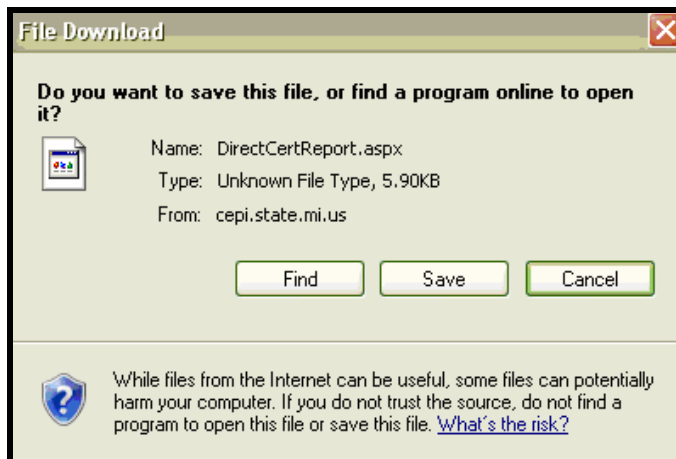 File Download
Do you want to save this file, or find a program online to open
it?
Name: DirectCertReport.aspx
Type: Unknown File Type, 5.90KB
From: cepi.state.mi.us
Find Save Cancel
While files from the Internet can be useful, some files can potentially
harm your computer. If you do not trust the source, do not find a
program to open this file or save this file. What's the risk?